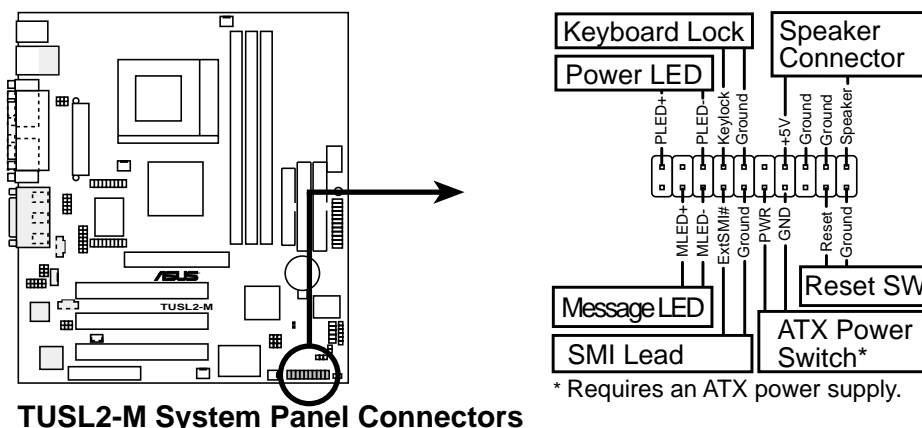 Keyboard Lock
Power LED
Speaker
Connector
PLED+
PLED-
Keylock
Ground
+5V
Ground
Ground
Speaker
MLED+
MLED-
ExtSMI#
Ground
PWR
GND
Reset
Ground
Message LED
SMI Lead
Reset SW
ATX Power
Switch*
* Requires an ATX power supply.
ASUS
TUSL2-M
TUSL2-M System Panel Connectors